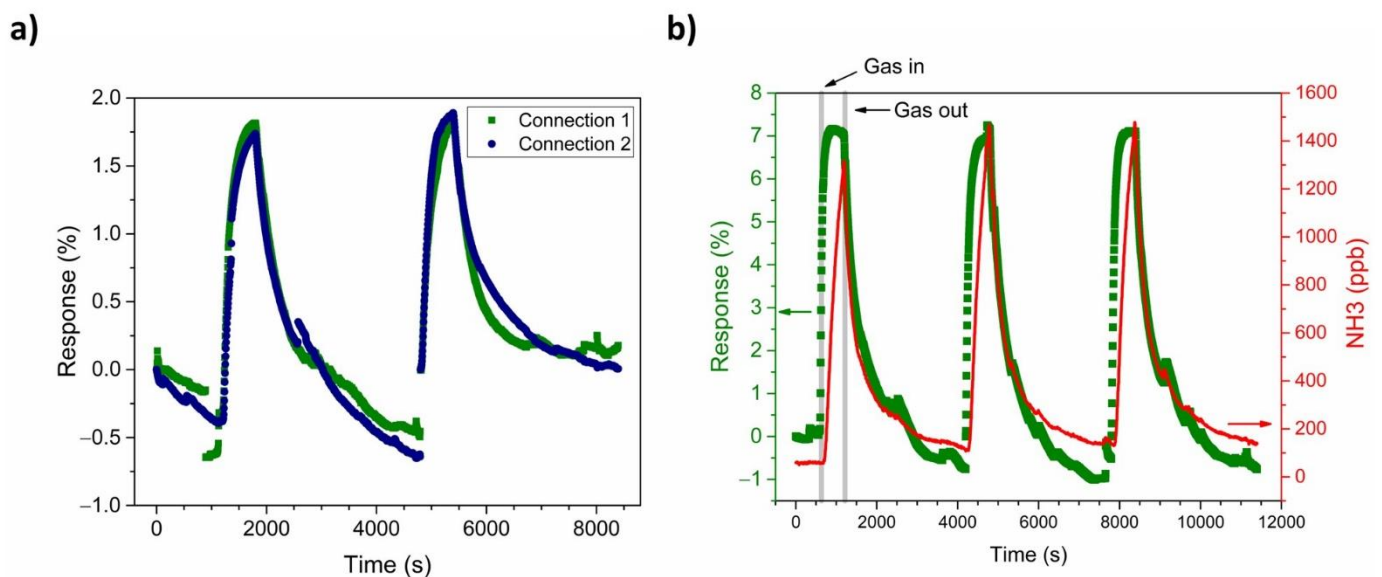 a)
2.0
1.5
1.0
0.5
0.0
−0.5
−1.0
Response (%)
Connection 1
Connection 2
0 2000 4000 6000 8000
Time (s)
b)
Gas in
Gas out
8
7
6
5
4
3
2
1
0
−1
Response (%)
1600
1400
1200
1000
800
600
400
200
0
NH3 (ppb)
0 2000 4000 6000 8000 10000 12000
Time (s)